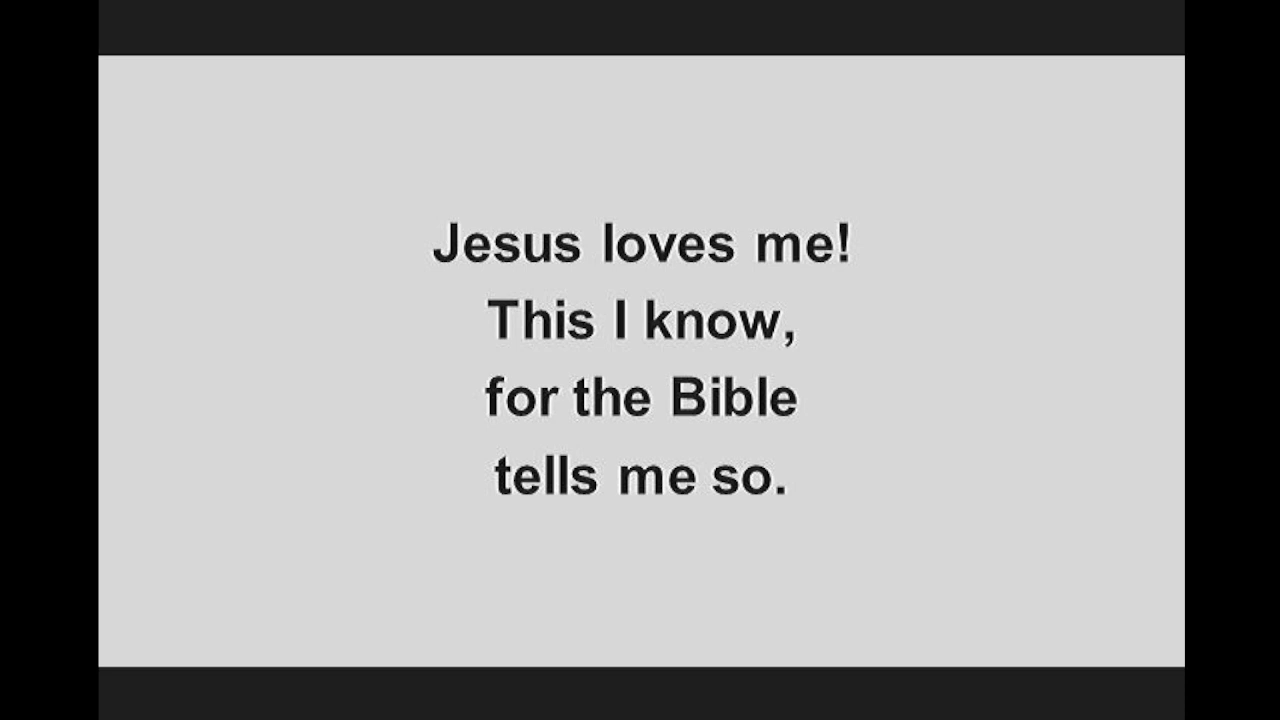 Jesus loves me!
This I know,
for the Bible
tells me so.